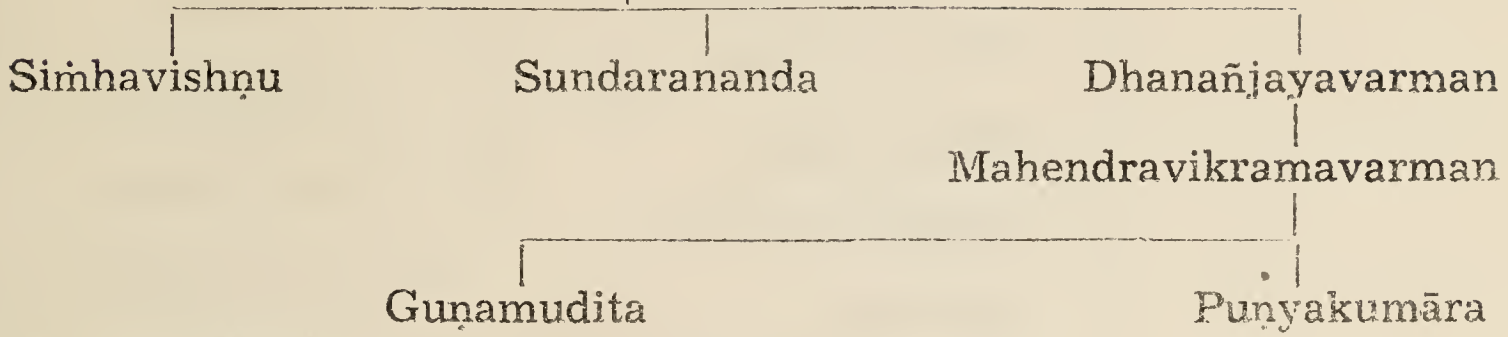 Siṁhavishṇu Sundarananda Dhanañjayavarman
Mahendravikramavarman
Guṇamudita Puṇyakumāra